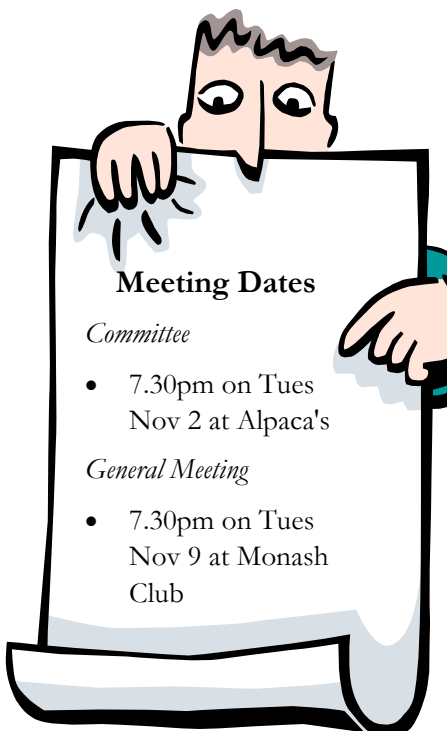 Meeting Dates
Committee
• 7.30pm on Tues
Nov 2 at Alpaca's
General Meeting
• 7.30pm on Tues
Nov 9 at Monash
Club